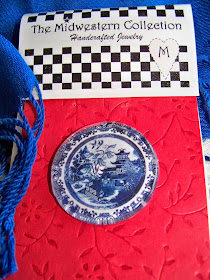 The Midwestern Collection
Handcrafted Jewelry
M